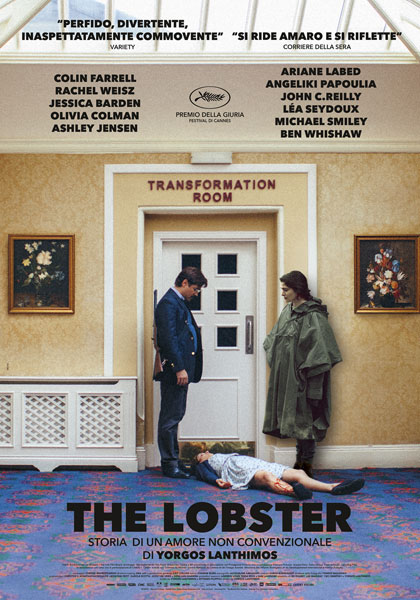 “PERFIDO, DIVERTENTE,
INASPETTATAMENTE COMMOVENTE”
VARIETY
“SI RIDE AMARO E SI RIFLETTE”
CORRIERE DELLA SERA
COLIN FARRELL
RACHEL WEISZ
JESSICA BARDEN
OLIVIA COLMAN
ASHLEY JENSEN
PREMIO DELLA GIURIA
FESTIVAL DI CANNES
ARIANE LABED
ANGELIKI PAPOULIA
JOHN C.REILLY
LÉA SEYDOUX
MICHAEL SMILEY
BEN WHISHAW
TRANSFORMATION
ROOM
THE LOBSTER
STORIA DI UN AMORE NON CONVENZIONALE
DI YORGOS LANTHIMOS